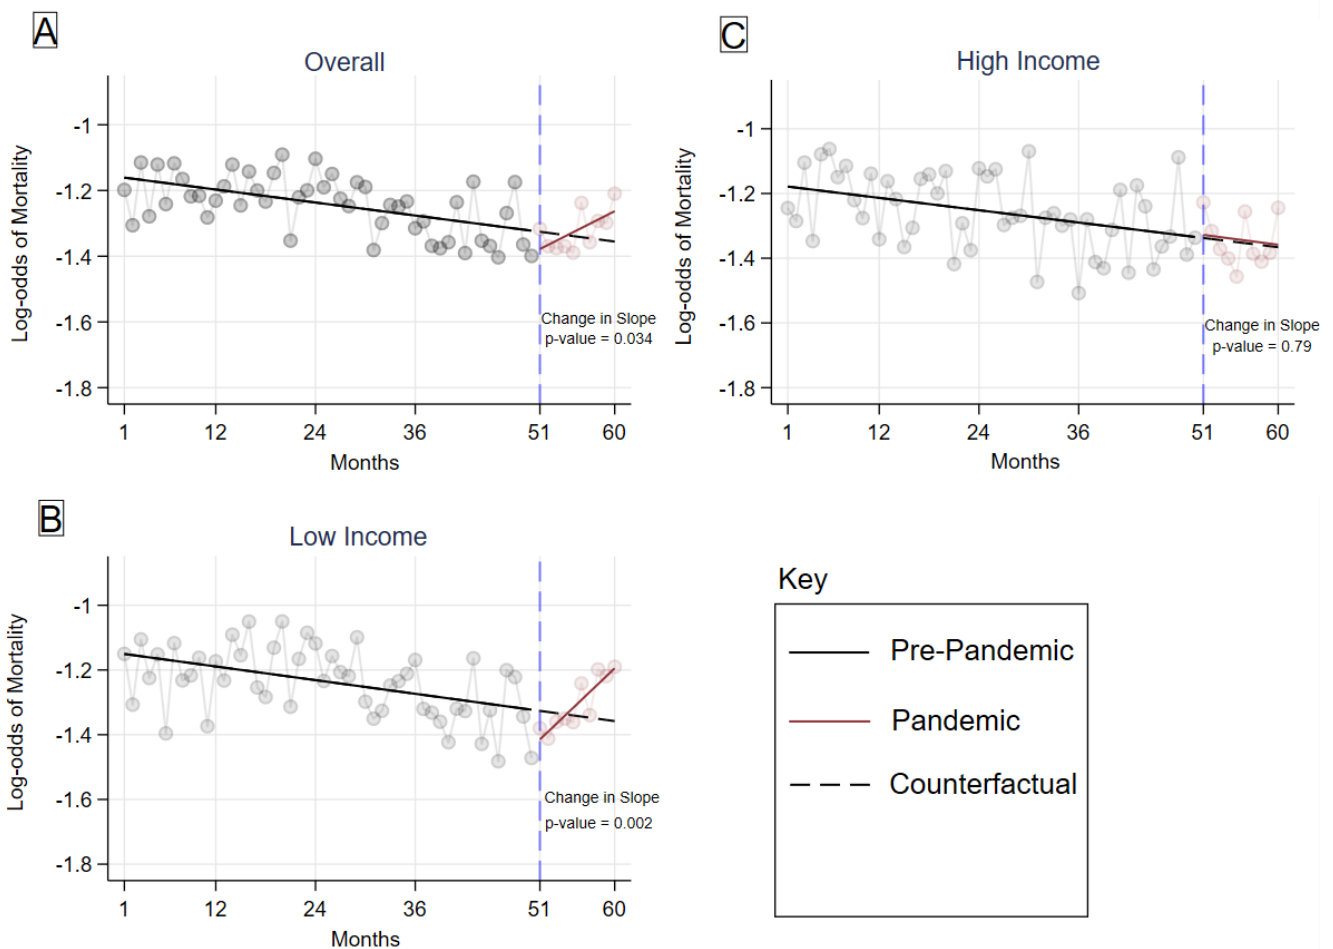 A
Overall
Log-odds of Mortality
-1
-1.2
-1.4
-1.6
-1.8
Change in Slope
p-value = 0.034
1 12 24 36 51 60
Months
C
High Income
Log-odds of Mortality
-1
-1.2
-1.4
-1.6
-1.8
Change in Slope
p-value = 0.79
1 12 24 36 51 60
Months
B
Low Income
Log-odds of Mortality
-1
-1.2
-1.4
-1.6
-1.8
Change in Slope
p-value = 0.002
1 12 24 36 51 60
Months
Key
Pre-Pandemic
Pandemic
Counterfactual